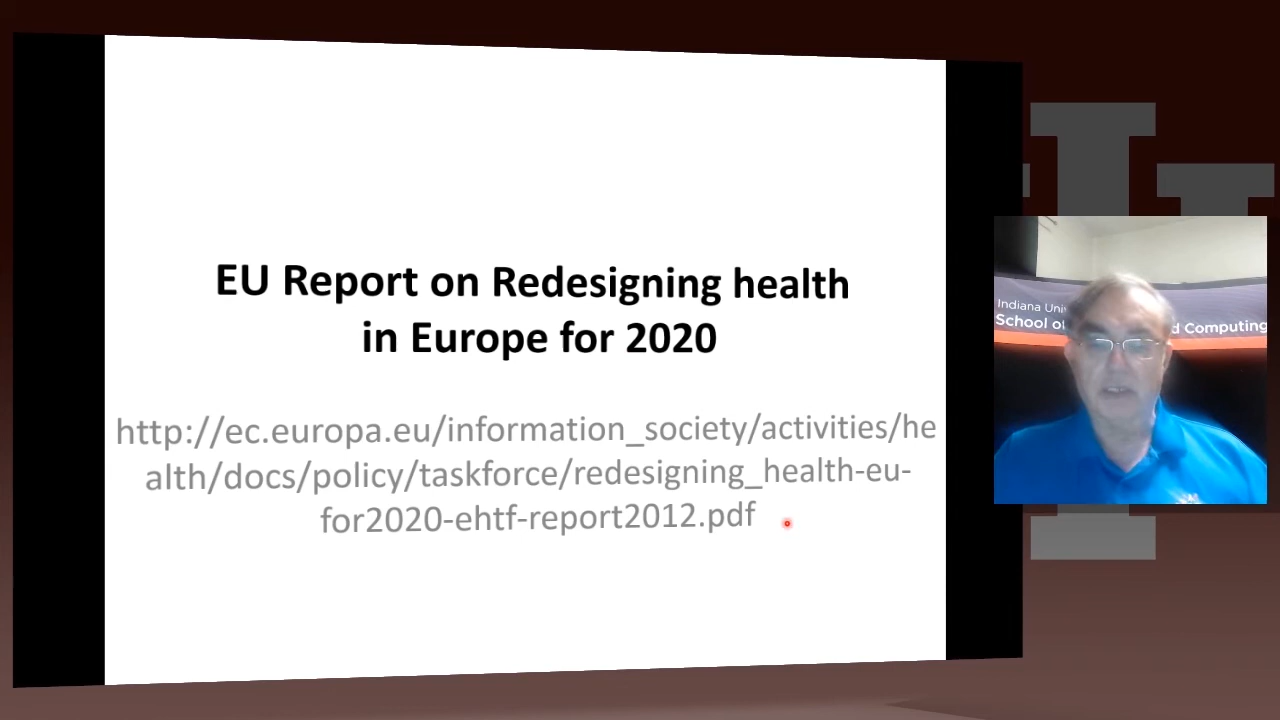 EU Report on Redesigning health
in Europe for 2020
http://ec.europa.eu/information_society/activities/he
alth/docs/policy/taskforce/redesigning_health-eu-
for2020-ehtf-report2012.pdf
Indiana
School of d Computing